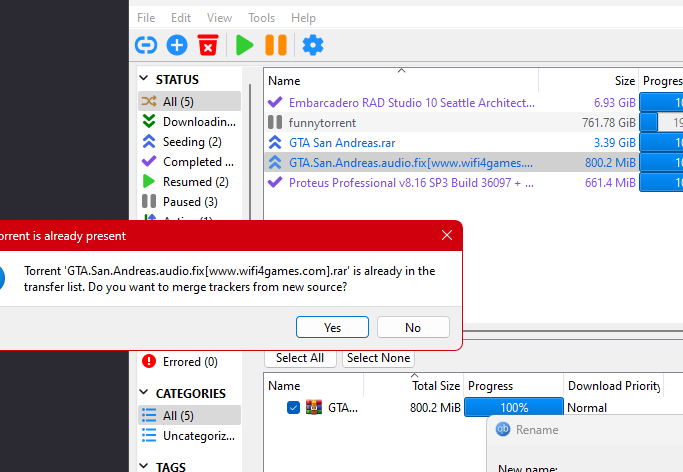 File Edit View Tools Help
STATUS
All (5)
Downloadin...
Seeding (2)
Completed ...
Resumed (2)
Paused (3)
Name Size Progres
Embarcadero RAD Studio 10 Seattle Architect... 6.93 GiB 10
funnytorrent 761.78 GiB 19
GTA San Andreas.rar 3.39 GiB 10
GTA.San.Andreas.audio.fix[www.wifi4games.... 800.2 MiB 10
Proteus Professional v8.16 SP3 Build 36097 + ... 661.4 MiB 10
orrent is already present
Torrent 'GTA.San.Andreas.audio.fix[www.wifi4games.com].rar' is already in the
transfer list. Do you want to merge trackers from new source?
Yes No
Errored (0)
CATEGORIES
All (5)
Uncategoriz...
TAGS
Select All Select None
Name Total Size Progress Download Priority
GTA... 800.2 MiB 100% Normal
qb Rename
New name: